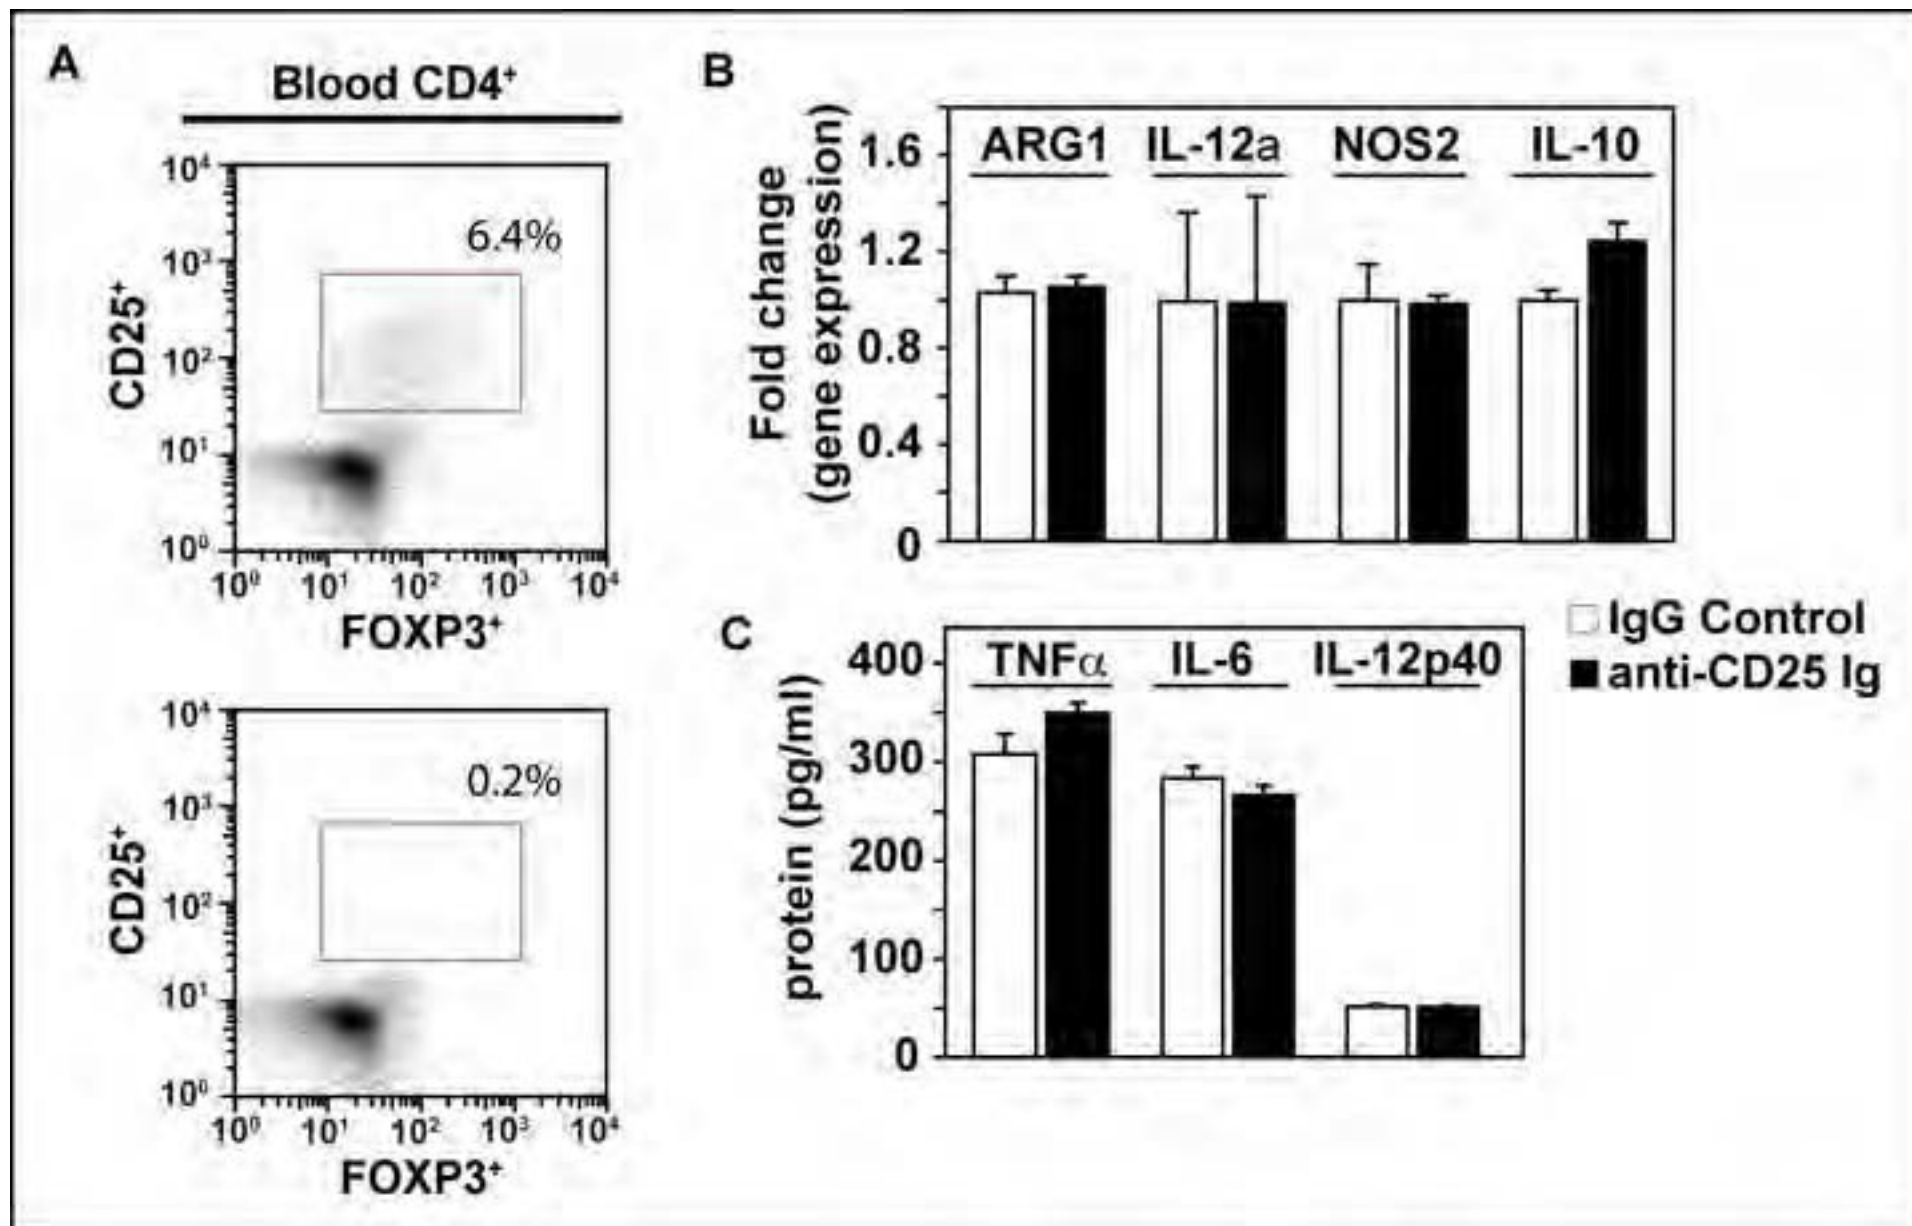 A
Blood CD4⁺
10⁴
10³
10²
10¹
10⁰
CD25⁺
6.4%
10⁰ 10¹ 10² 10³ 10⁴
FOXP3⁺
10⁴
10³
10²
10¹
10⁰
CD25⁺
0.2%
10⁰ 10¹ 10² 10³ 10⁴
FOXP3⁺
B
Fold change
(gene expression)
1.6
1.2
0.8
0.4
0
ARG1 IL-12a NOS2 IL-10
C
protein (pg/ml)
400
300
200
100
0
TNFα IL-6 IL-12p40
IgG Control
anti-CD25 Ig